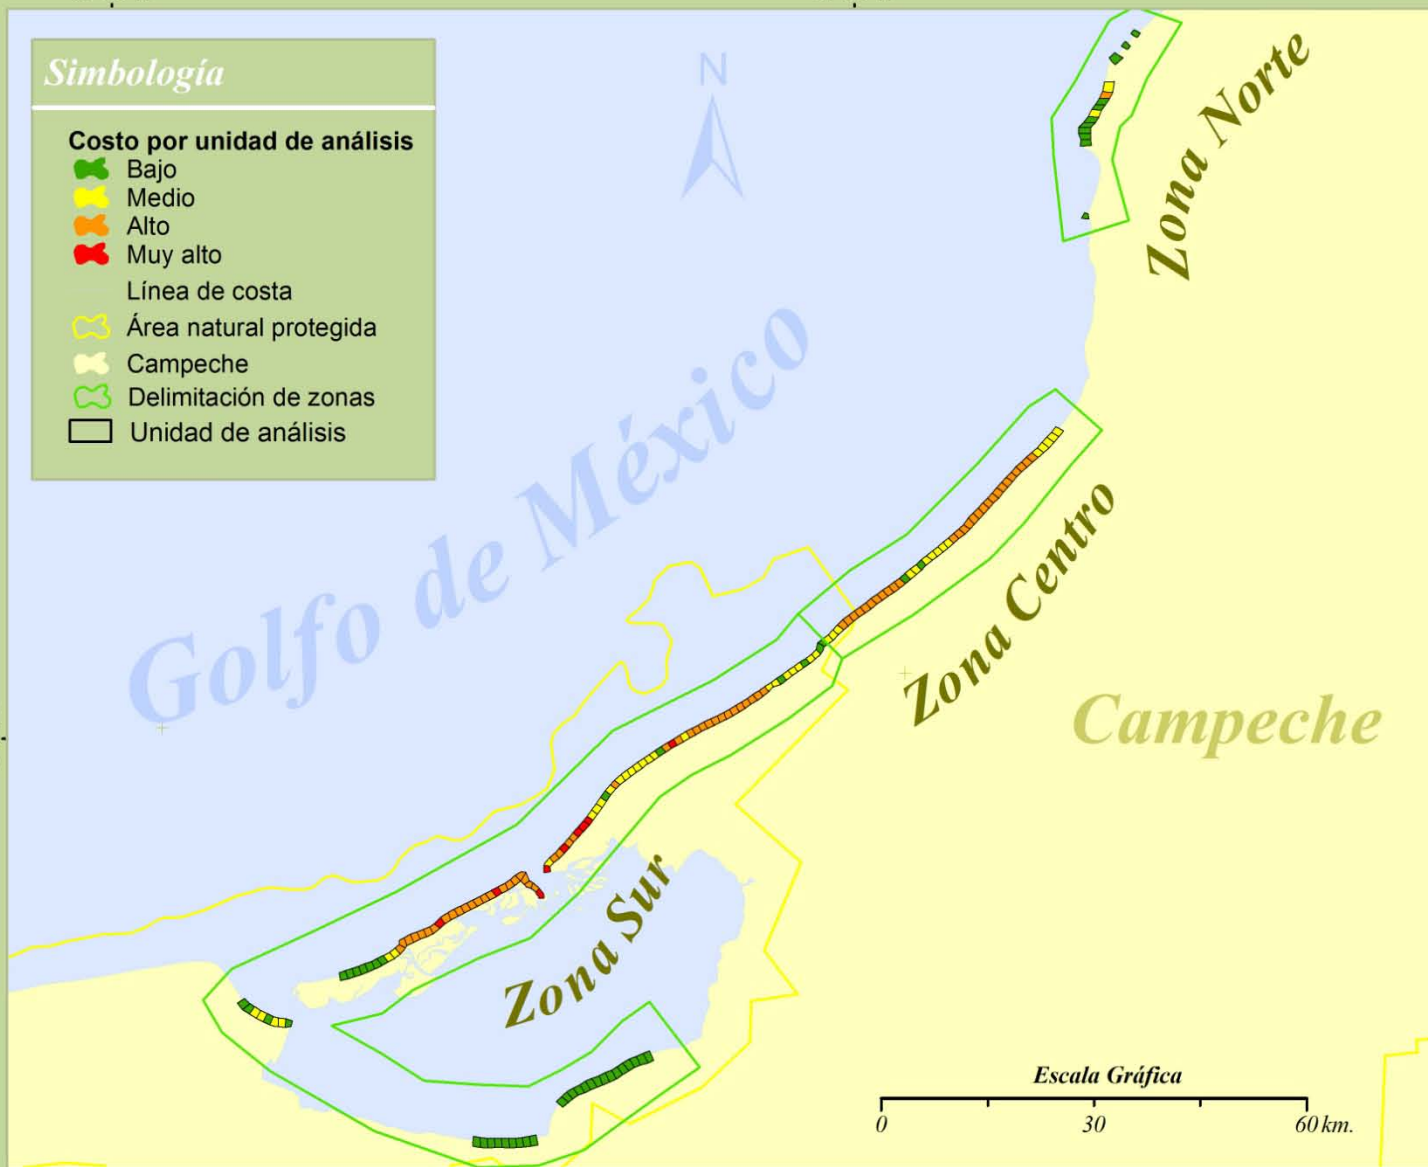 Simbología
Costo por unidad de análisis
Bajo
Medio
Alto
Muy alto
Línea de costa
Área natural protegida
Campeche
Delimitación de zonas
Unidad de análisis
N
Zona Norte
Golfo de México
Zona Centro
Campeche
Zona Sur
Escala Gráfica
0 30 60 km.